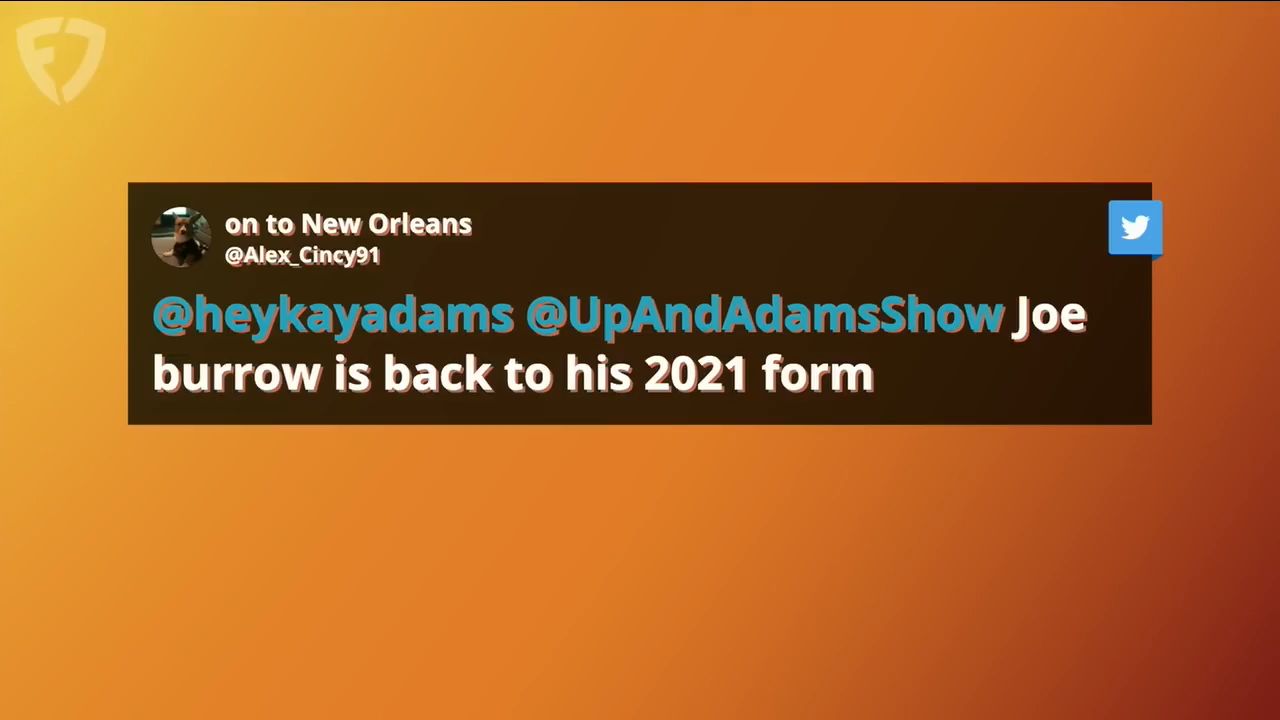 on to New Orleans
@Alex_Cincy91
@heykayadams @UpAndAdamsShow Joe
burrow is back to his 2021 form